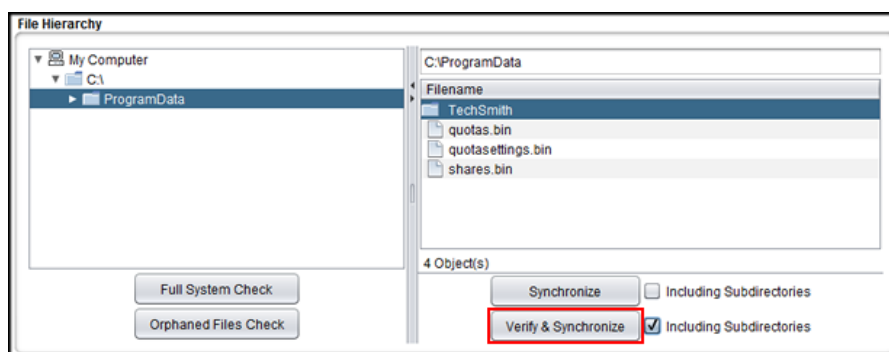 File Hierarchy
My Computer
C:\
ProgramData
Full System Check
Orphaned Files Check
C:\ProgramData
Filename
TechSmith
quotas.bin
quotasettings.bin
shares.bin
4 Object(s)
Synchronize Including Subdirectories
Verify & Synchronize Including Subdirectories